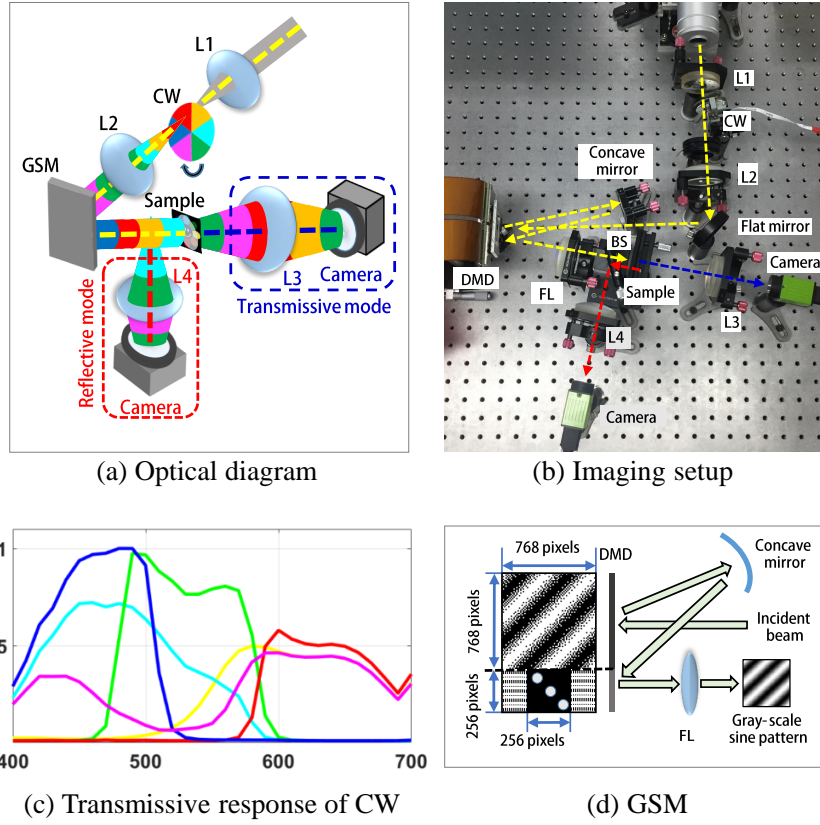 L1
CW
L2
GSM
Sample
L3
Camera
Transmissive mode
L4
Reflective mode
Camera
(a) Optical diagram
L1
CW
L2
Concave
mirror
Flat mirror
BS
Camera
DMD
FL
Sample
L3
L4
Camera
(b) Imaging setup
1
5
400
500
600
700
(c) Transmissive response of CW
768 pixels
DMD
Concave
mirror
768 pixels
Incident
beam
256 pixels
256 pixels
FL
Gray-scale
sine pattern
(d) GSM